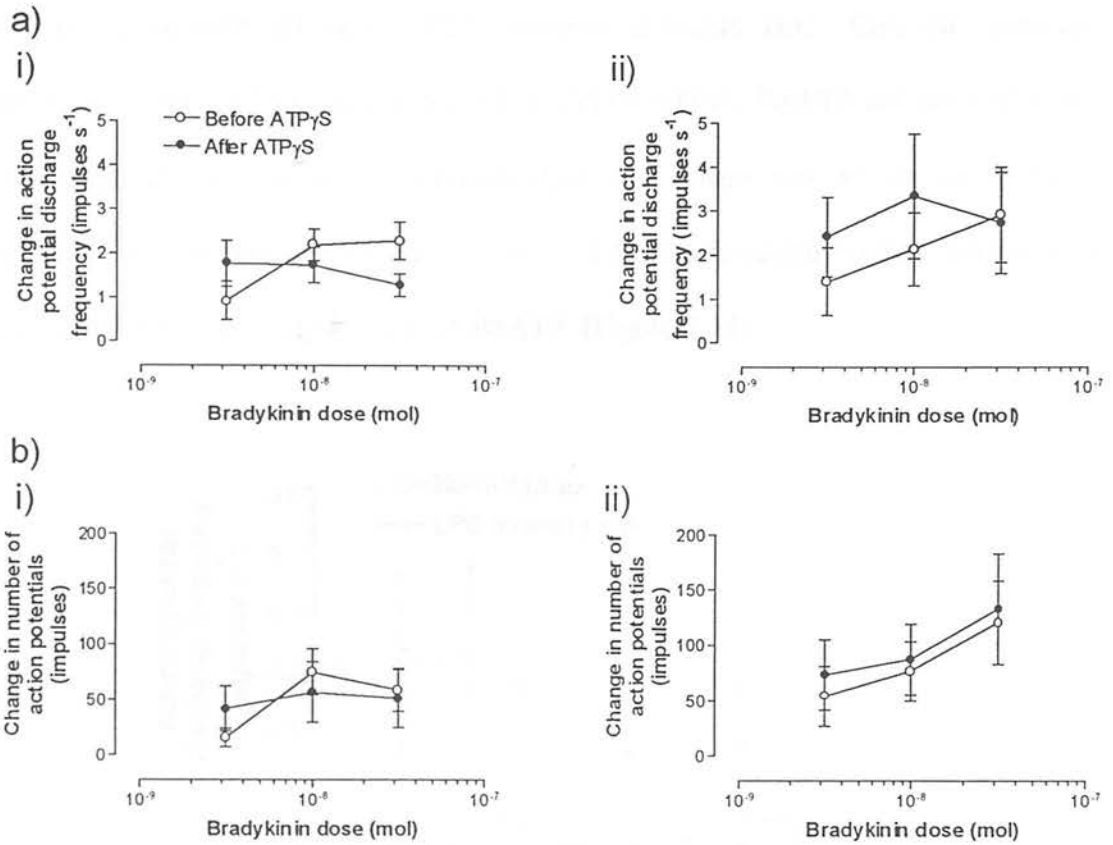 a)
i)
Change in action
potential discharge
frequency (impulses s⁻¹)
5
4
3
2
1
0
Before ATPγS
After ATPγS
10⁻⁹
10⁻⁸
10⁻⁷
Bradykinin dose (mol)
ii)
Change in action
potential discharge
frequency (impulses s⁻¹)
5
4
3
2
1
0
10⁻⁹
10⁻⁸
10⁻⁷
Bradykinin dose (mol)
b)
i)
Change in number of
action potentials
(impulses)
200
150
100
50
0
10⁻⁹
10⁻⁸
10⁻⁷
Bradykinin dose (mol)
ii)
Change in number of
action potentials
(impulses)
200
150
100
50
0
10⁻⁹
10⁻⁸
10⁻⁷
Bradykinin dose (mol)